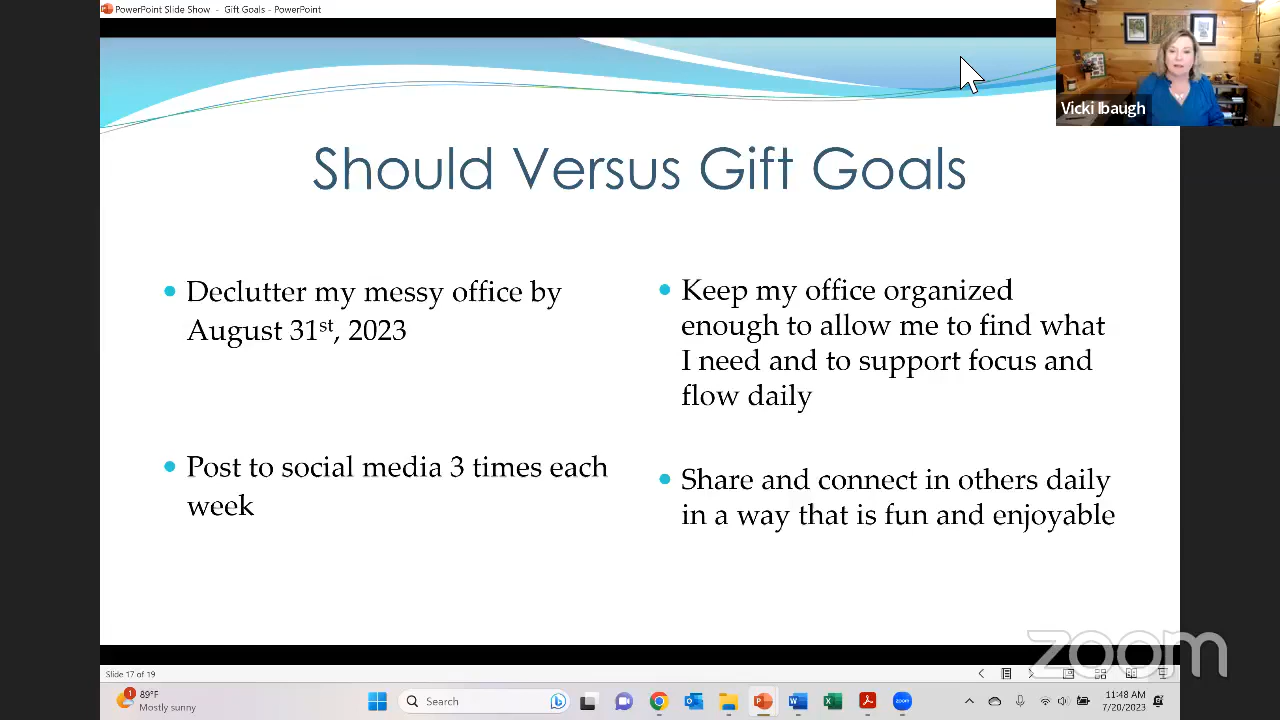 PowerPoint Slide Show - Gift Goals - PowerPoint
Vicki Ibaugh
Should Versus Gift Goals
Declutter my messy office by
August 31st, 2023
Post to social media 3 times each
week
Keep my office organized
enough to allow me to find what
I need and to support focus and
flow daily
Share and connect in others daily
in a way that is fun and enjoyable
zoom
Slide 17 of 19
1
89°F
Mostly sunny
Search
zoom
11:48 AM
7/20/2023